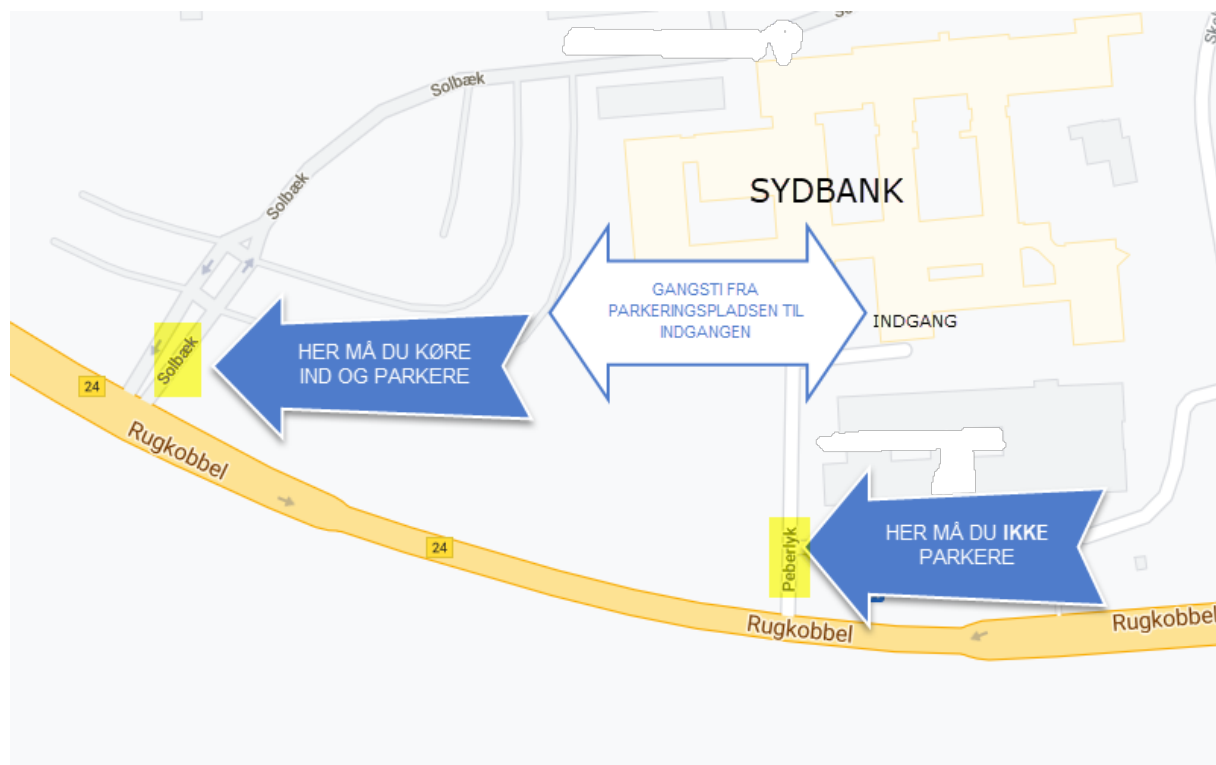 Solbæk
SYDBANK
Solbæk
GANGSTI FRA
PARKERINGSPLADSEN TIL
INDGANGEN
INDGANG
HER MÅ DU KØRE
IND OG PARKERE
Solbæk
24
Rugkobbel
24
HER MÅ DU IKKE
PARKERE
Peberlyk
Rugkobbel
Rugkobbel